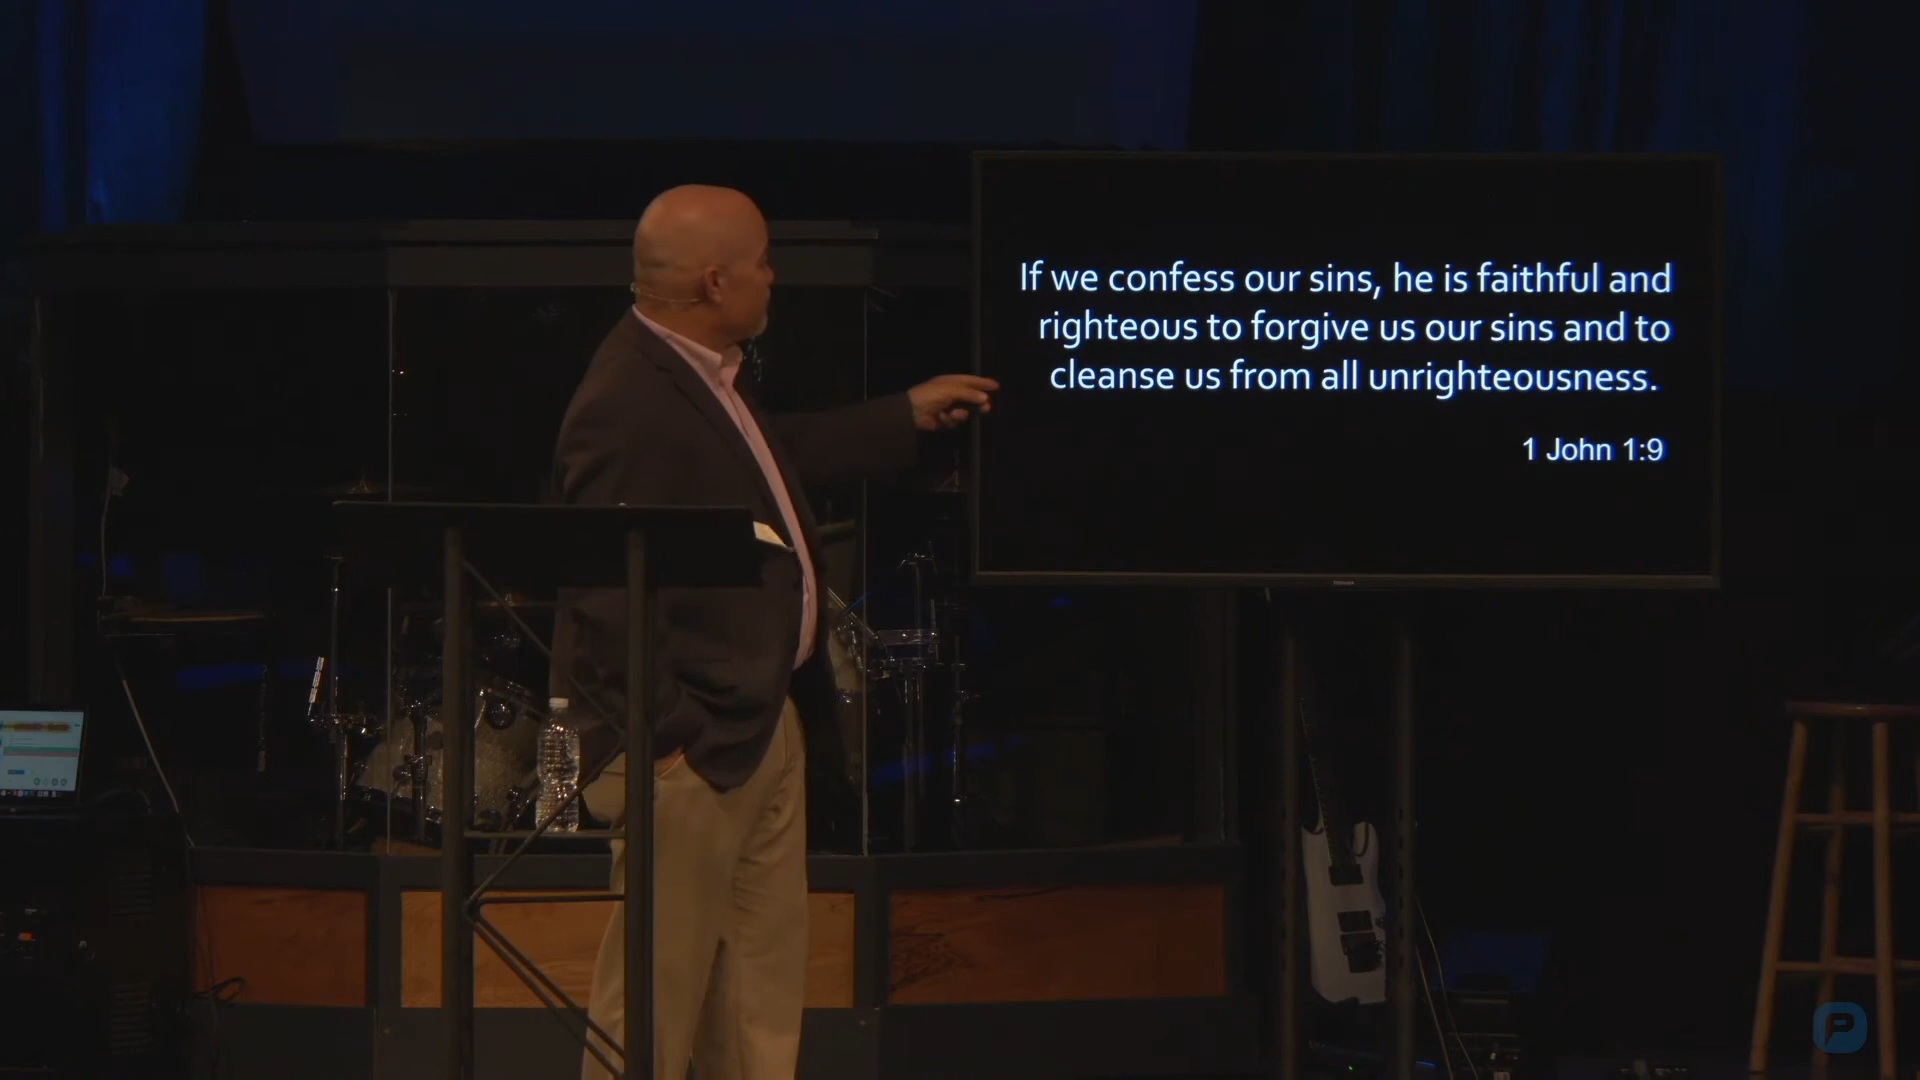 If we confess our sins, he is faithful and
righteous to forgive us our sins and to
cleanse us from all unrighteousness.
1 John 1:9
TOSHIBA
P